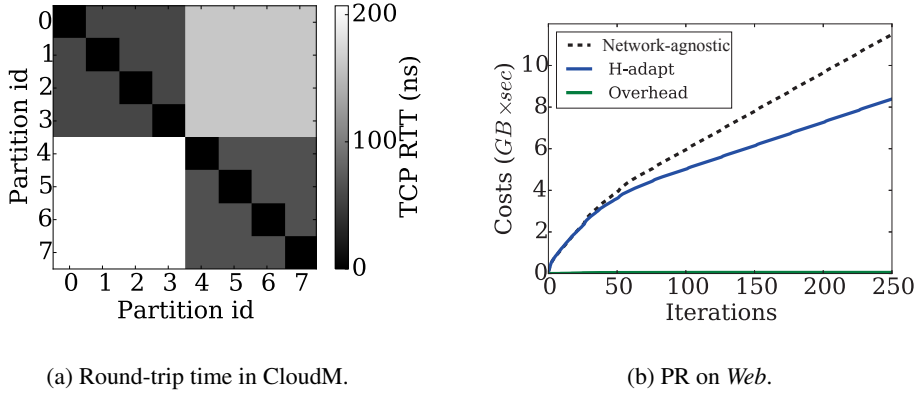 0
1
2
3
4
5
6
7
Partition id
0 1 2 3 4 5 6 7
Partition id
200
100
0
TCP RTT (ns)
(a) Round-trip time in CloudM.
Network-agnostic
H-adapt
Overhead
10
8
6
4
2
0
Costs (GB ×sec)
0 50 100 150 200 250
Iterations
(b) PR on Web.